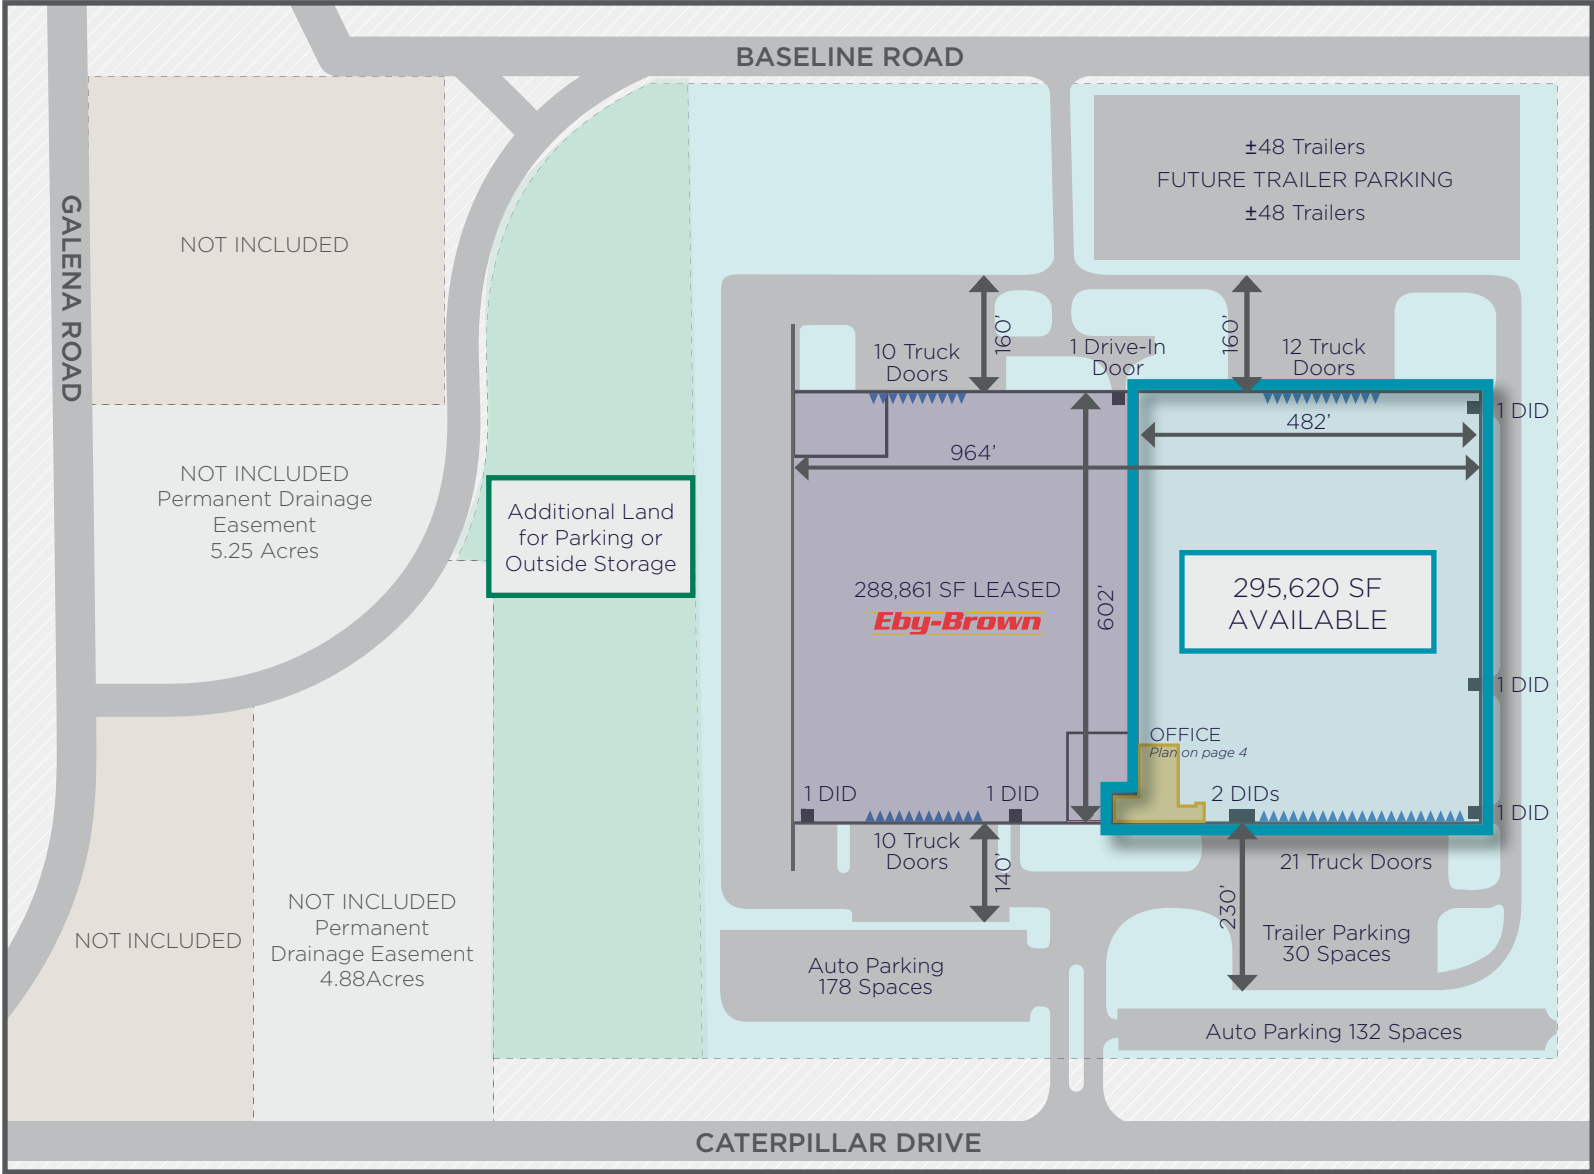 BASELINE ROAD
GALENA ROAD
NOT INCLUDED
±48 Trailers
FUTURE TRAILER PARKING
±48 Trailers
160'
160'
10 Truck
Doors
1 Drive-In
Door
12 Truck
Doors
1 DID
482'
964'
NOT INCLUDED
Permanent Drainage
Easement
5.25 Acres
Additional Land
for Parking or
Outside Storage
288,861 SF LEASED
Eby-Brown
602'
295,620 SF
AVAILABLE
1 DID
OFFICE
Plan on page 4
1 DID
1 DID
2 DIDs
1 DID
10 Truck
Doors
140'
21 Truck Doors
230'
NOT INCLUDED
NOT INCLUDED
Permanent
Drainage Easement
4.88Acres
Auto Parking
178 Spaces
Trailer Parking
30 Spaces
Auto Parking 132 Spaces
CATERPILLAR DRIVE